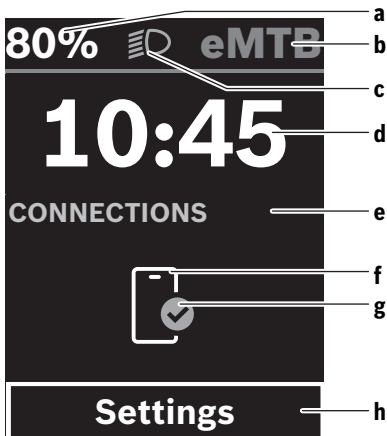 a
80% eMTB b
c
10:45 d
CONNECTIONS e
f
g
Settings h